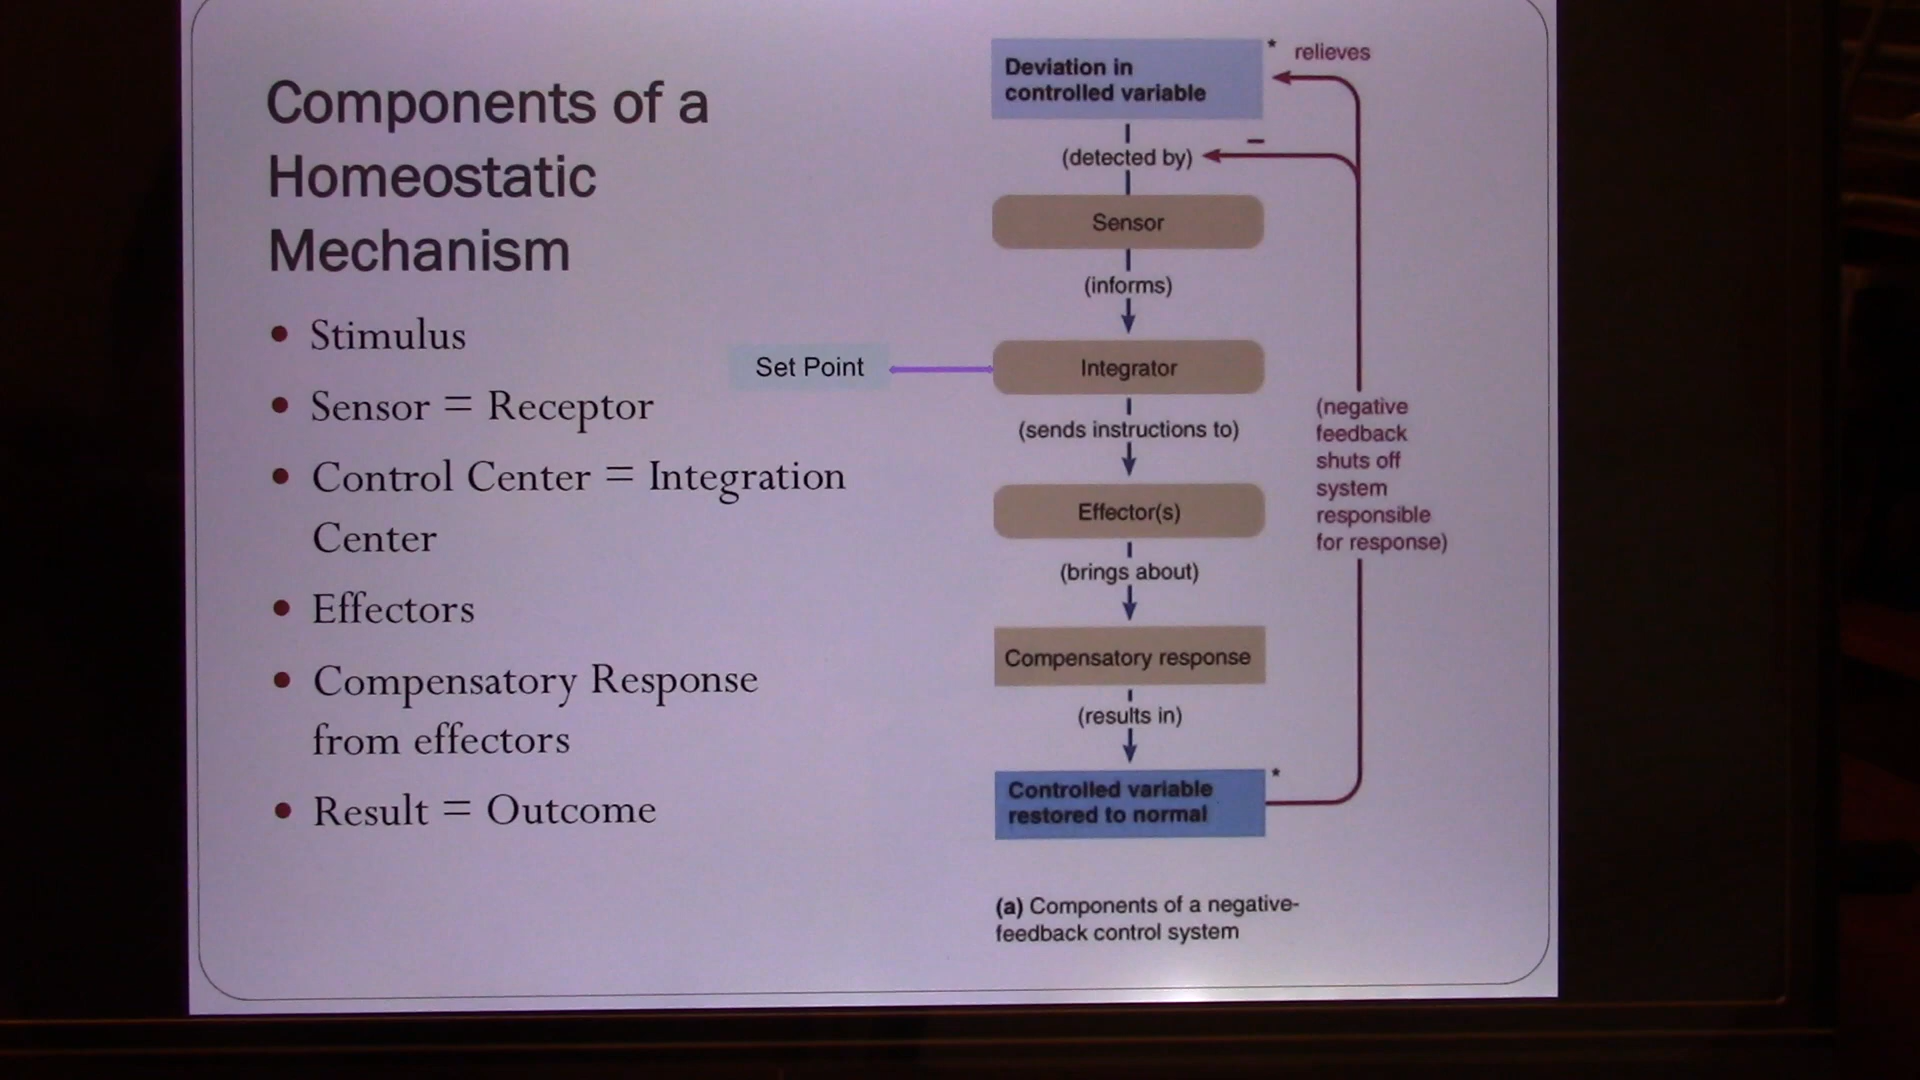 Components of a
Homeostatic
Mechanism
• Stimulus
• Sensor = Receptor
• Control Center = Integration
Center
• Effectors
• Compensatory Response
from effectors
• Result = Outcome
Set Point
Deviation in
controlled variable
*
relieves
(detected by)
–
Sensor
(informs)
Integrator
(sends instructions to)
Effector(s)
(brings about)
Compensatory response
(results in)
Controlled variable
restored to normal
*
(negative
feedback
shuts off
system
responsible
for response)
(a) Components of a negative-
feedback control system